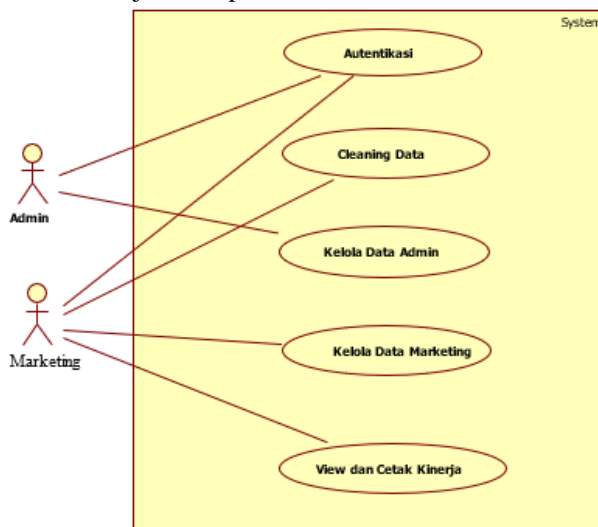 System
Autentikasi
Cleaning Data
Admin
Kelola Data Admin
Marketing
Kelola Data Marketing
View dan Cetak Kinerja